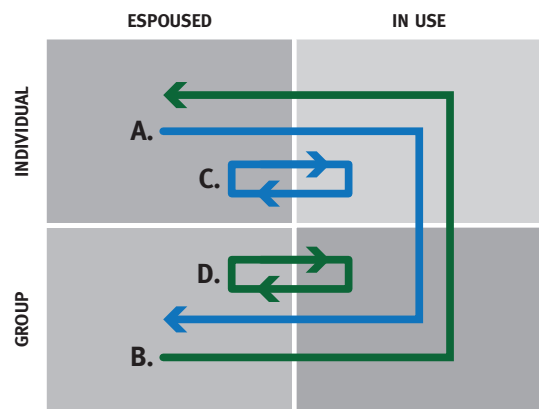 ESPOUSED IN USE
INDIVIDUAL
A.
C.
GROUP
D.
B.